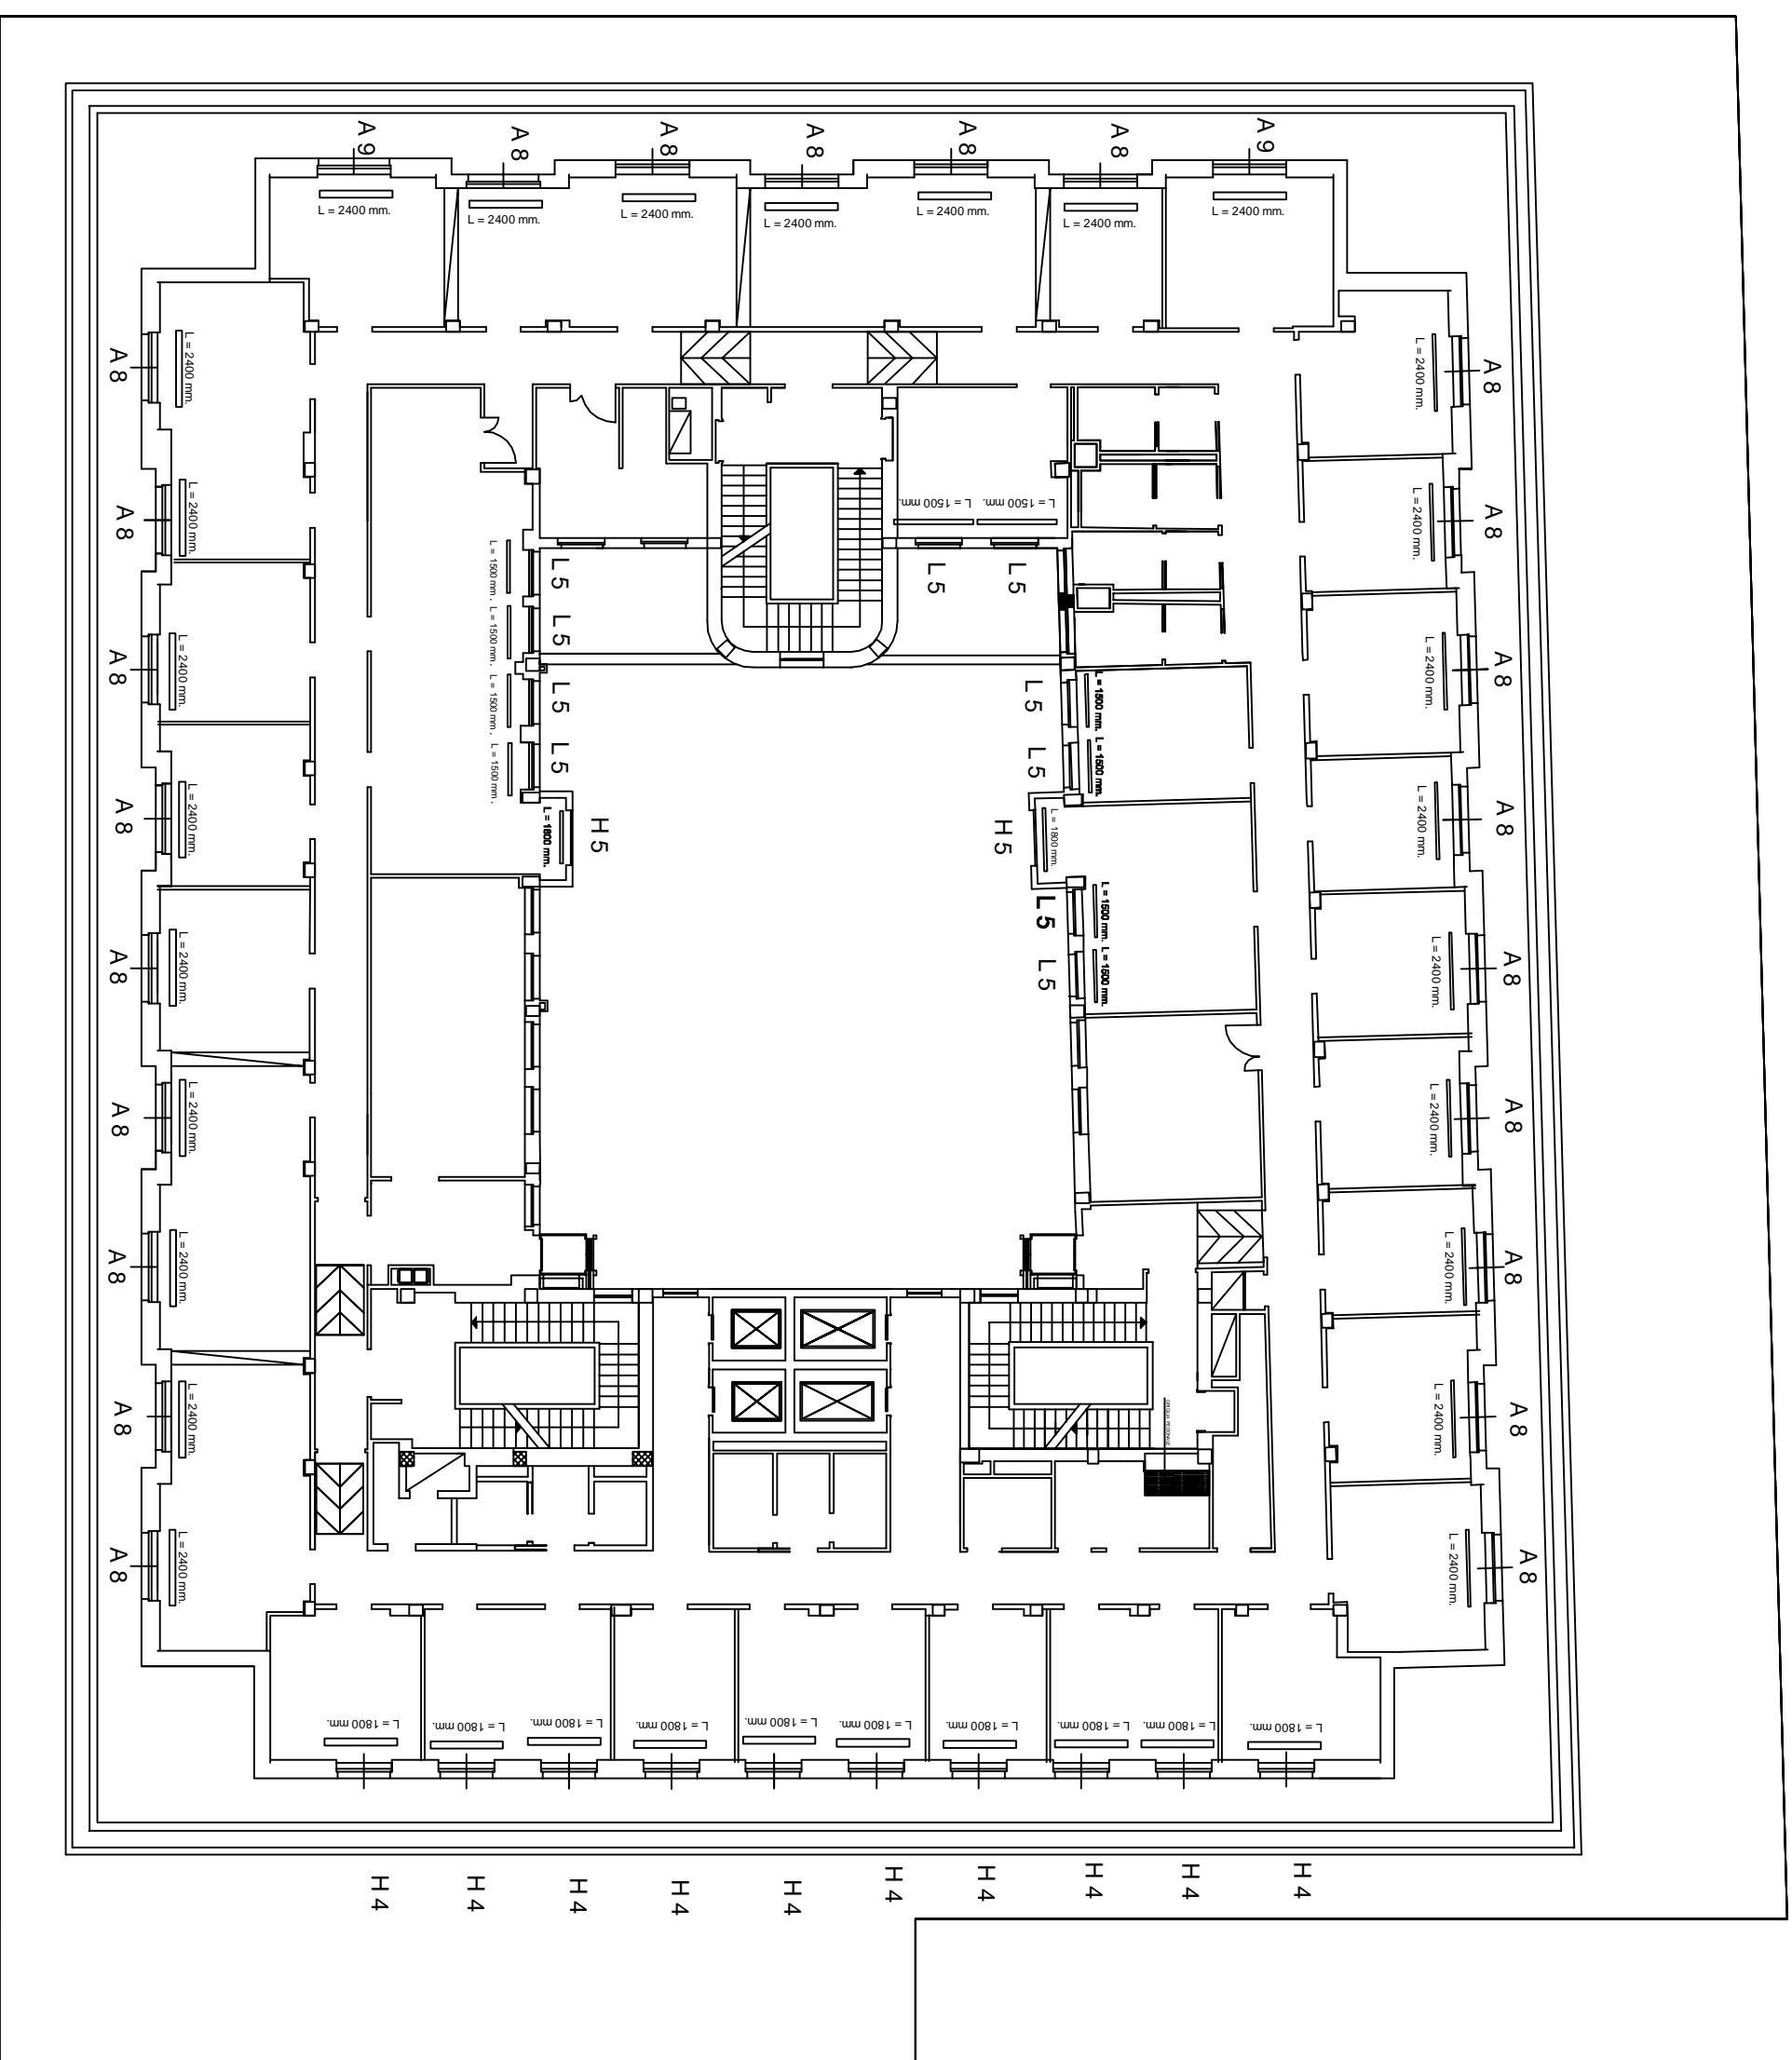 A 9
A 8
A 8
A 8
A 8
A 8
A 9
L = 2400 mm.
L = 2400 mm.
L = 2400 mm.
L = 2400 mm.
L = 2400 mm.
L = 2400 mm.
L = 2400 mm.
A 8
L = 2400 mm.
L = 2400 mm.
A 8
A 8
L = 2400 mm.
L = 2400 mm.
A 8
L = 1500 mm.
L = 1500 mm.
L 5
L 5
L = 1500 mm.
L 5
L = 1500 mm.
L 5
A 8
L = 2400 mm.
L = 2400 mm.
A 8
L = 1500 mm.
L 5
L 5
L = 1500 mm.
L = 1500 mm.
L 5
L 5
L = 1500 mm.
A 8
L = 2400 mm.
L = 2400 mm.
A 8
L = 1800 mm.
H 5
H 5
L = 1800 mm.
L 5
L = 1500 mm.
L 5
L = 1500 mm.
A 8
L = 2400 mm.
L = 2400 mm.
A 8
A 8
L = 2400 mm.
L = 2400 mm.
A 8
A 8
L = 2400 mm.
L = 2400 mm.
A 8
A 8
L = 2400 mm.
L = 2400 mm.
A 8
A 8
L = 2400 mm.
L = 2400 mm.
A 8
L = 1800 mm.
L = 1800 mm.
L = 1800 mm.
L = 1800 mm.
L = 1800 mm.
L = 1800 mm.
L = 1800 mm.
L = 1800 mm.
L = 1800 mm.
L = 1800 mm.
H 4
H 4
H 4
H 4
H 4
H 4
H 4
H 4
H 4
H 4